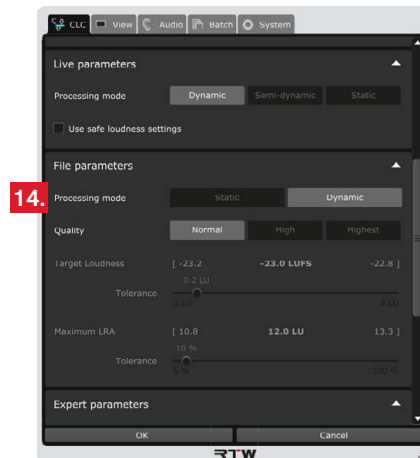 CLC View Audio Batch System
Live parameters
Processing mode Dynamic Semi-dynamic Static
Use safe loudness settings
File parameters
14. Processing mode Static Dynamic
Quality Normal High Highest
Target Loudness [ -23.2 -23.0 LUFS -22.8 ]
0.2 LU
Tolerance
0 LU 2 LU
Maximum LRA [ 10.8 12.0 LU 13.3 ]
10 %
Tolerance
5 % 100 %
Expert parameters
OK Cancel
RTW